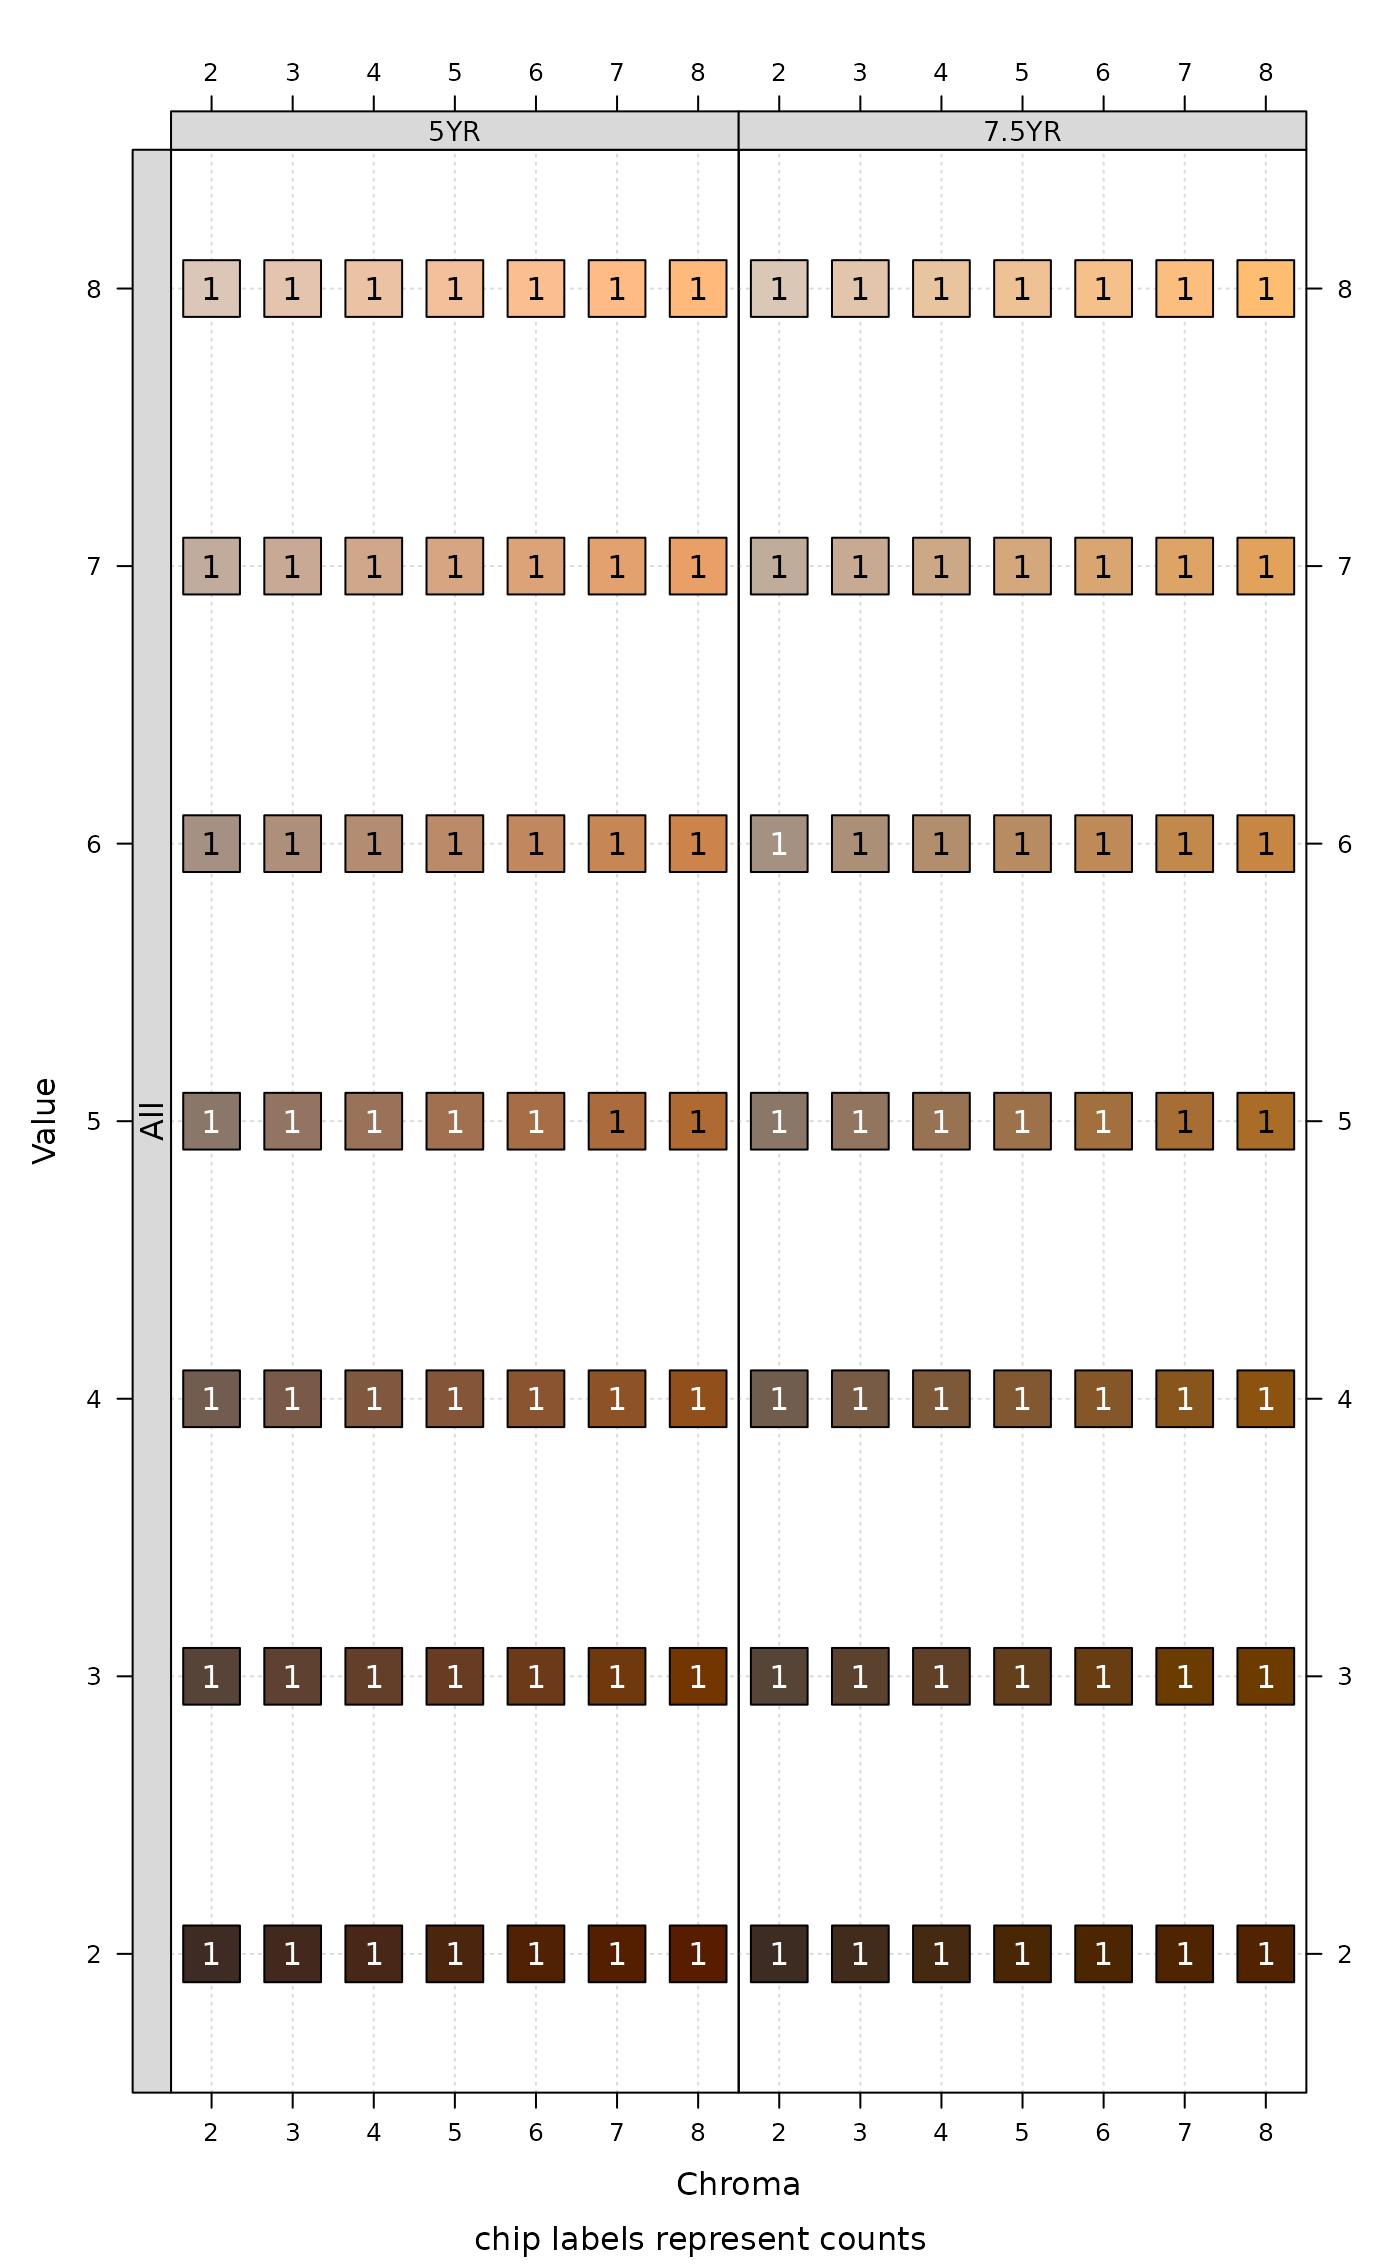 2 3 4 5 6 7 8 2 3 4 5 6 7 8
5YR 7.5YR
8 1 1 1 1 1 1 1 1 1 1 1 1 1 1 8
7 1 1 1 1 1 1 1 1 1 1 1 1 1 1 7
6 1 1 1 1 1 1 1 1 1 1 1 1 1 1 6
Value
All
5 1 1 1 1 1 1 1 1 1 1 1 1 1 1 5
4 1 1 1 1 1 1 1 1 1 1 1 1 1 1 4
3 1 1 1 1 1 1 1 1 1 1 1 1 1 1 3
2 1 1 1 1 1 1 1 1 1 1 1 1 1 1 2
2 3 4 5 6 7 8 2 3 4 5 6 7 8
Chroma
chip labels represent counts